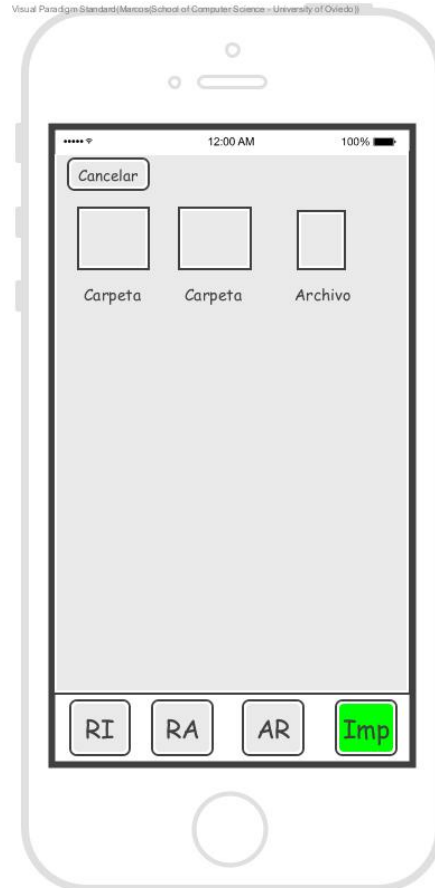 Visual Paradigm Standard(Marcos(School of Computer Science - University of Oviedo))
12:00 AM 100%
Cancelar
Carpeta Carpeta Archivo
RI RA AR Imp